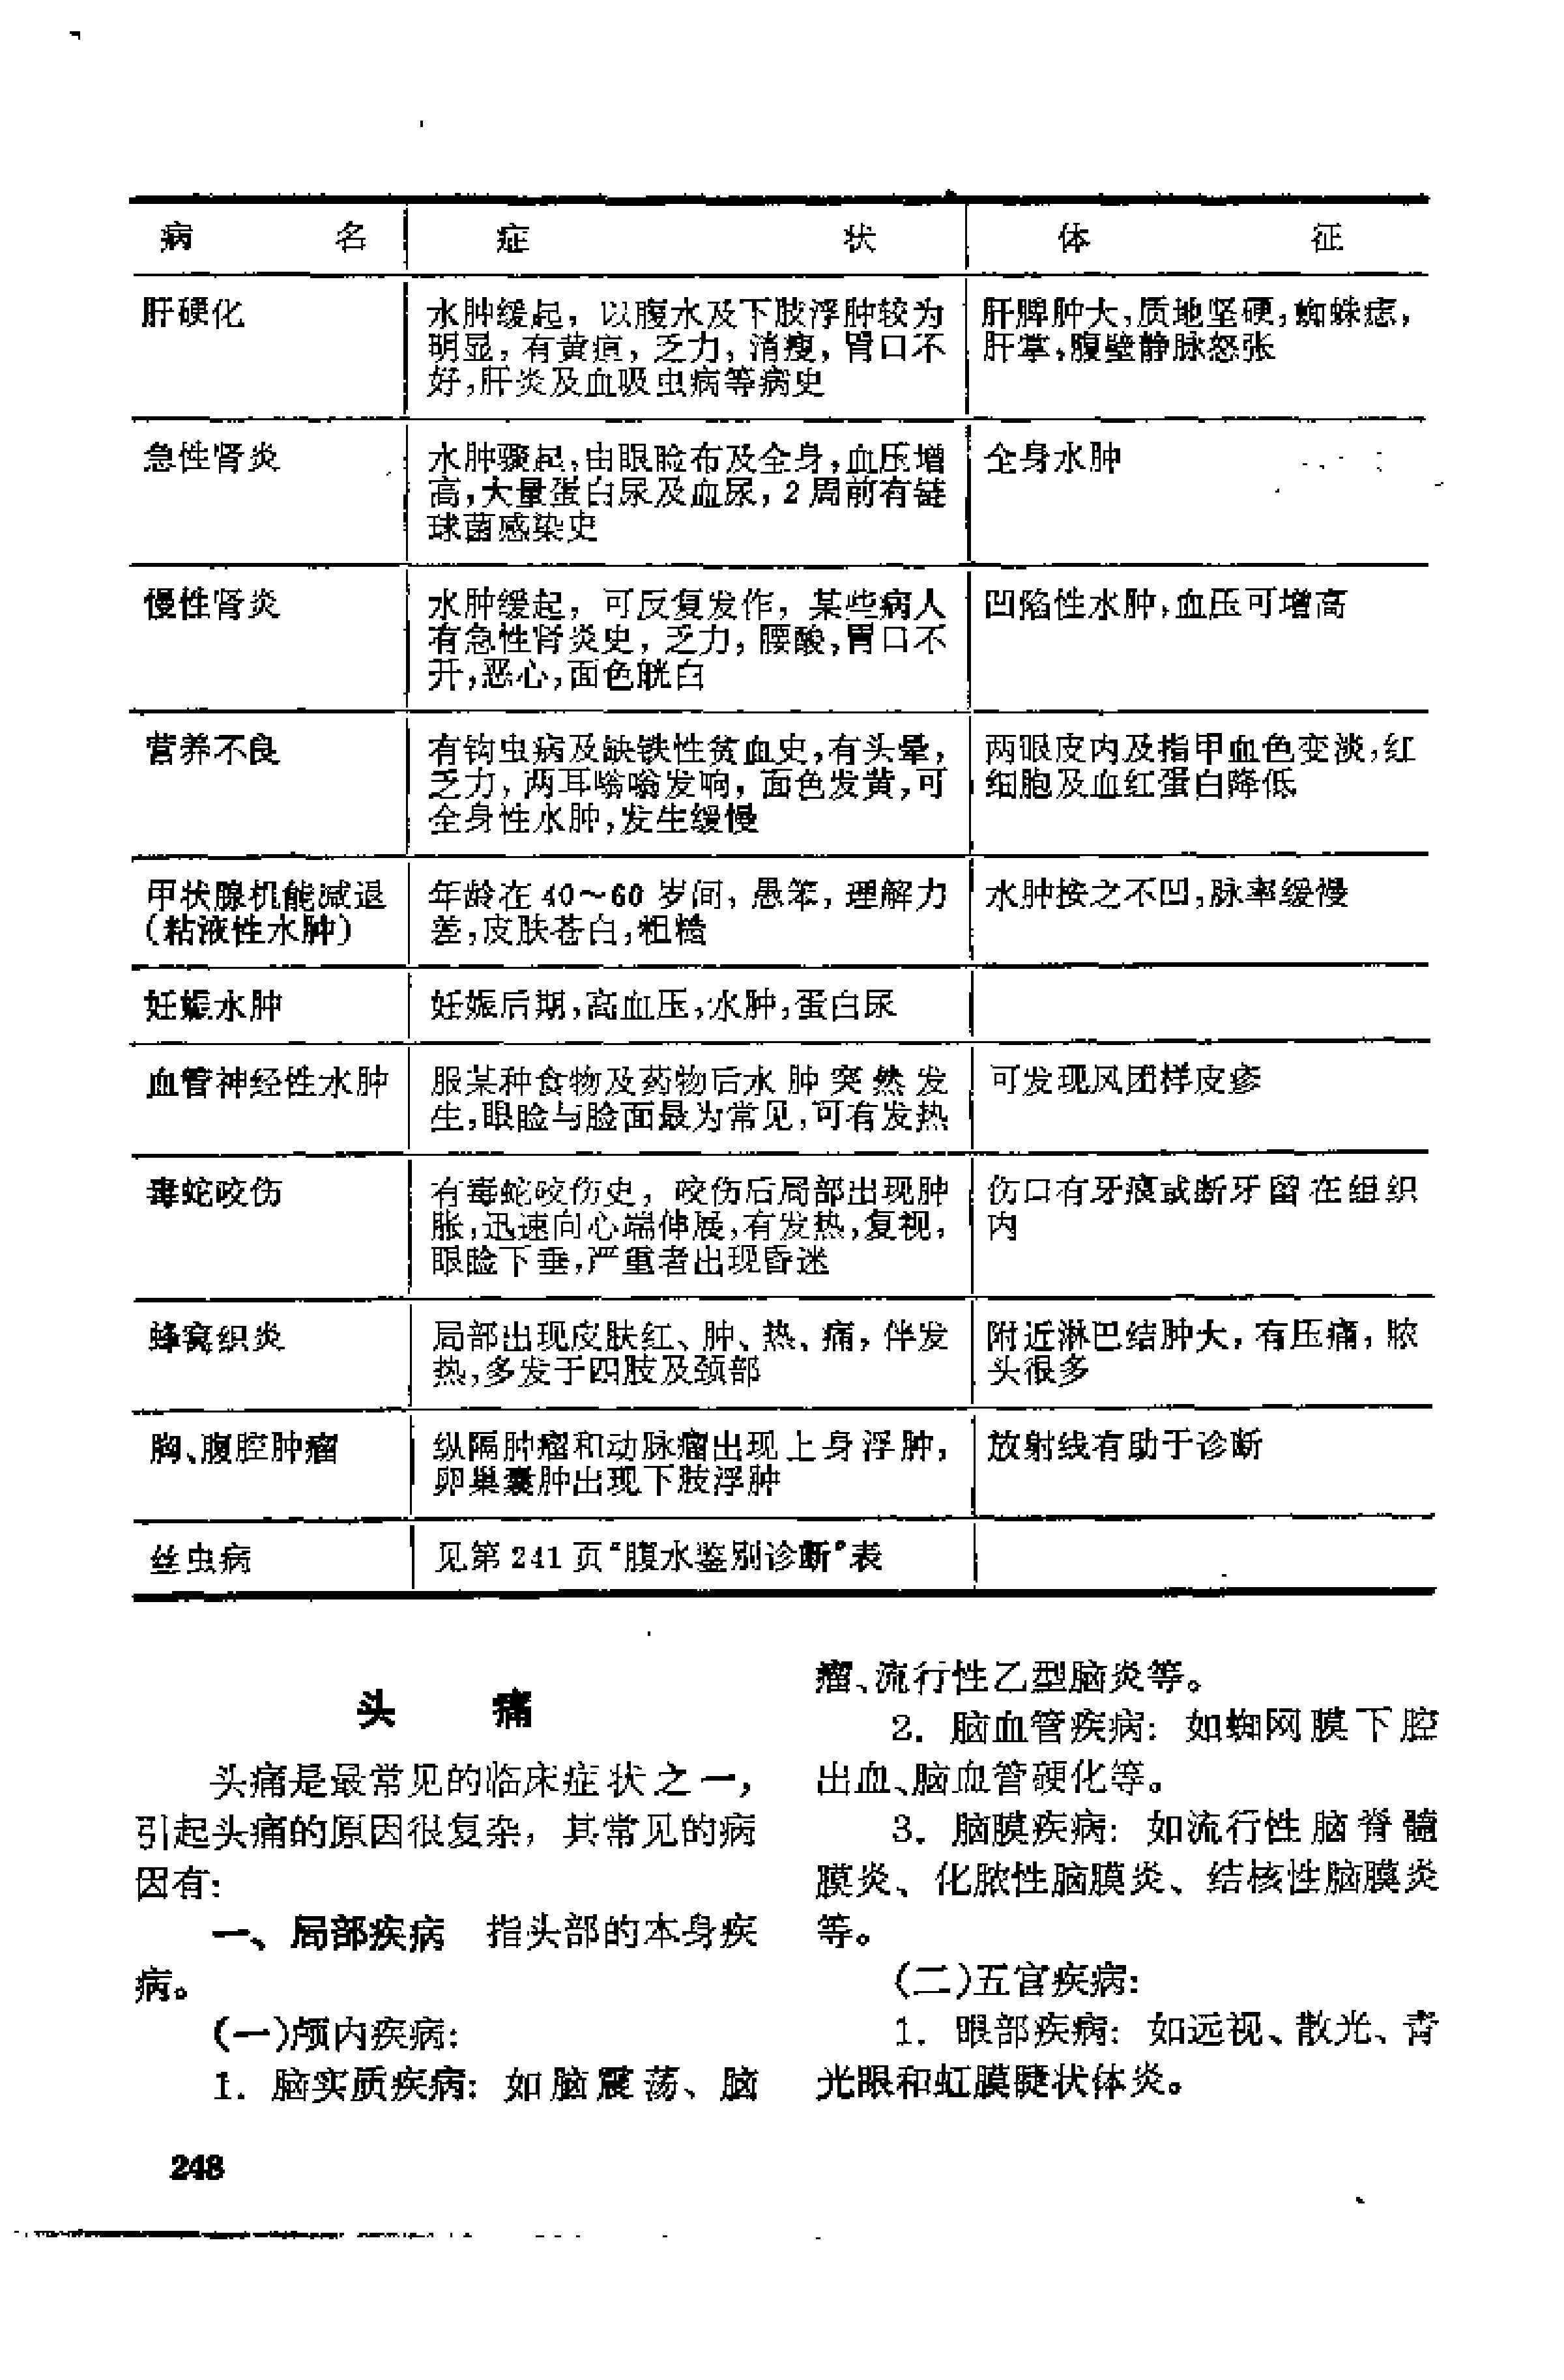 病名 症状 体征
肝硬化
水肿缓起，以腹水及下肢浮肿较为
明显，有黄疸，乏力，消瘦，胃口不
好，肝炎及血吸虫病等病史
肝脾肿大，质地坚硬，蜘蛛痣，
肝掌，腹壁静脉怒张
急性肾炎
水肿骤起，由眼睑布及全身，血压增
高，大量蛋白尿及血尿，2周前有链
球菌感染史
全身水肿
慢性肾炎
水肿缓起，可反复发作，某些病人
有急性肾炎史，乏力，腰酸，胃口不
开，恶心，面色㿠白
凹陷性水肿，血压可增高
营养不良
有钩虫病及缺铁性贫血史，有头晕，
乏力，两耳嗡嗡发响，面色发黄，可
全身性水肿，发生缓慢
两眼皮内及指甲血色变淡，红
细胞及血红蛋白降低
甲状腺机能减退
（粘液性水肿）
年龄在40～60岁间，愚笨，理解力
差，皮肤苍白，粗糙
水肿按之不凹，脉率缓慢
妊娠水肿
妊娠后期，高血压，水肿，蛋白尿
血管神经性水肿
服某种食物及药物后水肿突然发
生，眼睑与脸面最为常见，可有发热
可发现风团样皮疹
毒蛇咬伤
有毒蛇咬伤史，咬伤后局部出现肿
胀，迅速向心端伸展，有发热，复视，
眼睑下垂，严重者出现昏迷
伤口有牙痕或断牙留在组织
内
蜂窝织炎
局部出现皮肤红、肿、热、痛，伴发
热，多发于四肢及颈部
附近淋巴结肿大，有压痛，脓
头很多
胸、腹腔肿瘤
纵隔肿瘤和动脉瘤出现上身浮肿，
卵巢囊肿出现下肢浮肿
放射线有助于诊断
丝虫病
见第241页“腹水鉴别诊断”表
头痛
头痛是最常见的临床症状之一，
引起头痛的原因很复杂，其常见的病
因有：
一、局部疾病 指头部的本身疾
病。
(一)颅内疾病：
1. 脑实质疾病：如脑震荡、脑
瘤、流行性乙型脑炎等。
2. 脑血管疾病：如蜘网膜下腔
出血、脑血管硬化等。
3. 脑膜疾病：如流行性脑脊髓
膜炎、化脓性脑膜炎、结核性脑膜炎
等。
(二)五官疾病：
1. 眼部疾病：如远视、散光、青
光眼和虹膜睫状体炎。
248